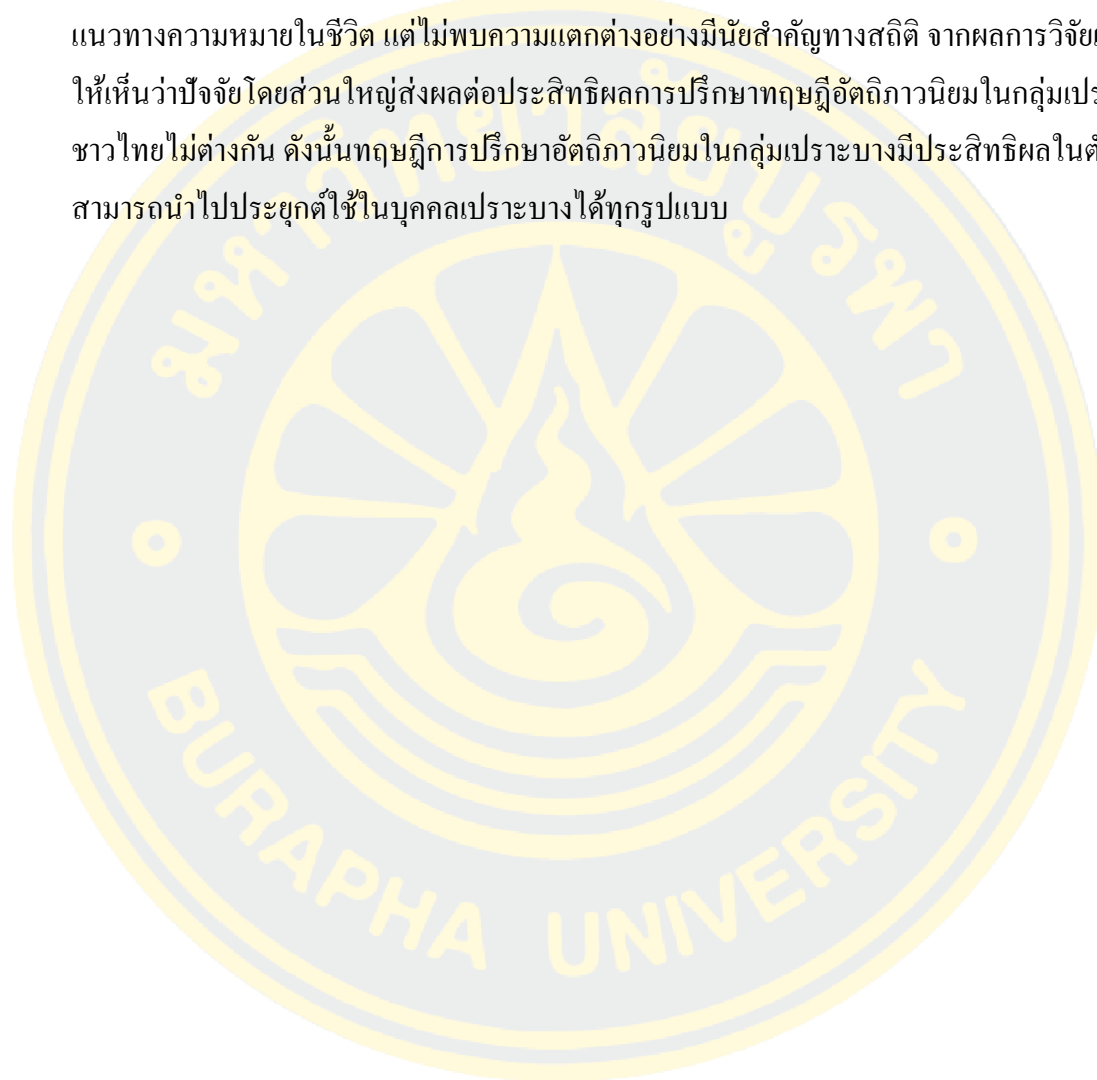 แนวทางความหมายในชีวิต แต่ไม่พบความแตกต่างอย่างมีนัยสำคัญทางสถิติ จากผลการวิจัย
ให้เห็นว่าปัจจัยโดยส่วนใหญ่ส่งผลต่อประสิทธิผลการปรึกษาทฤษฎีอัตถิภาวนิยมในกลุ่ม
ชาวไทยไม่ต่างกัน ดังนั้นทฤษฎีการปรึกษาอัตถิภาวนิยมในกลุ่มเปราะบางมีประสิทธิผลใน
สามารถนำไปประยุกต์ใช้ในบุคคลเปราะบางได้ทุกรูปแบบ
มหาวิทยาลัยบูรพา
BURAPHA UNIVERSITY